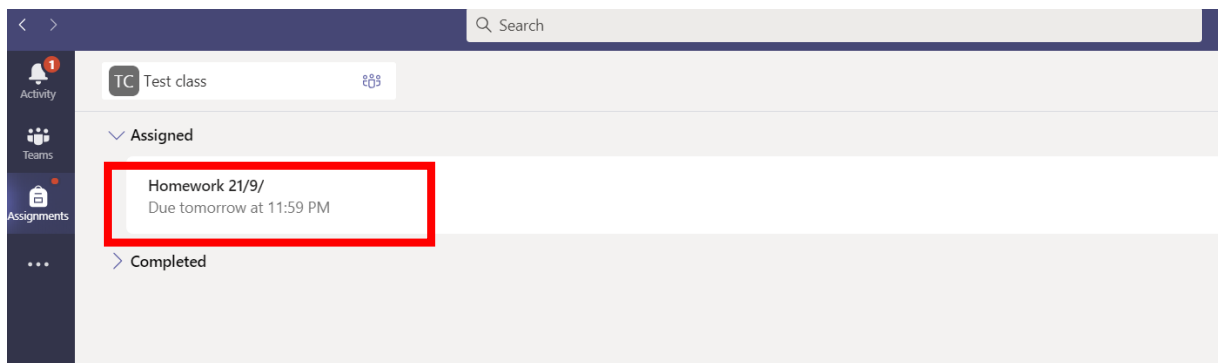 Search
1
Activity
TC Test class
Teams
Assigned
Homework 21/9/
Due tomorrow at 11:59 PM
Assignments
Completed